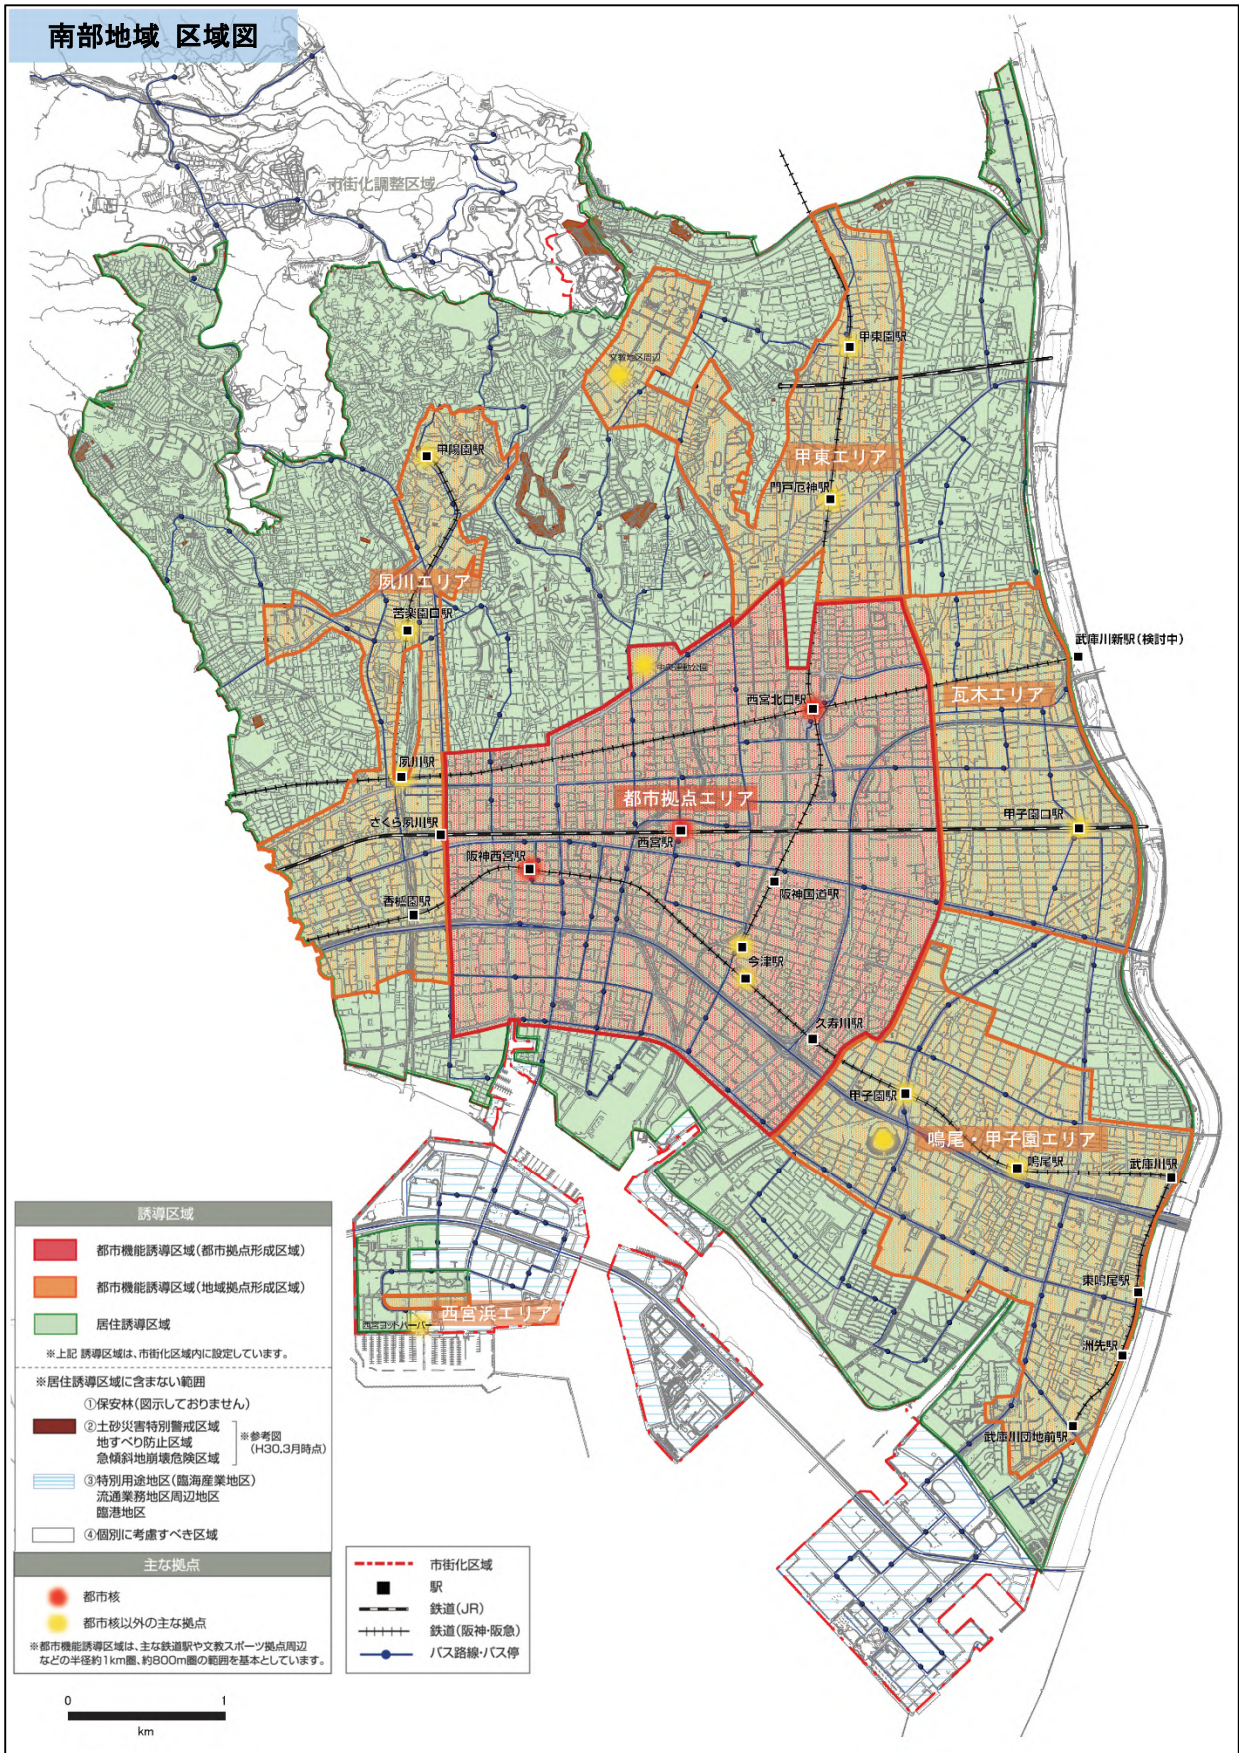 南部地域 区域図
市街化調整区域
甲東園駅
文教地区周辺
甲陽園駅
甲東エリア
門戸厄神駅
夙川エリア
苦楽園口駅
武庫川新駅(検討中)
中央運動公園
瓦木エリア
西宮北口駅
夙川駅
都市拠点エリア
さくら夙川駅
西宮駅
甲子園口駅
阪神西宮駅
阪神国道駅
香櫨園駅
今津駅
久寿川駅
甲子園駅
鳴尾・甲子園エリア
鳴尾駅
武庫川駅
東鳴尾駅
西宮浜エリア
西宮ヨットハーバー
洲先駅
武庫川団地前駅
誘導区域
都市機能誘導区域(都市拠点形成区域)
都市機能誘導区域(地域拠点形成区域)
居住誘導区域
※上記 誘導区域は、市街化区域内に設定しています。
※居住誘導区域に含まない範囲
①保安林(図示しておりません)
②土砂災害特別警戒区域
地すべり防止区域
急傾斜地崩壊危険区域
※参考図
(H30.3月時点)
③特別用途地区(臨海産業地区)
流通業務地区周辺地区
臨港地区
④個別に考慮すべき区域
主な拠点
都市核
都市核以外の主な拠点
※都市機能誘導区域は、主な鉄道駅や文教スポーツ拠点周辺
などの半径約1km圏、約800m圏の範囲を基本としています。
市街化区域
駅
鉄道(JR)
鉄道(阪神・阪急)
バス路線・バス停
0 1
km